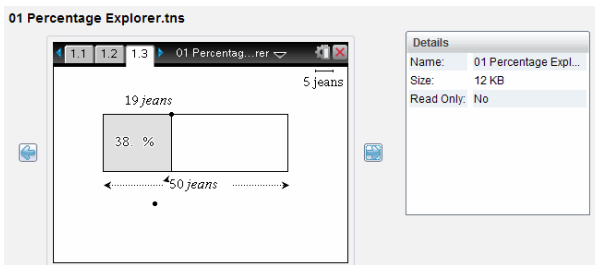 01 Percentage Explorer.tns
1.1 1.2 1.3 01 Percentag...rer
5 jeans
19 jeans
38. %
50 jeans
Details
Name: 01 Percentage Expl...
Size: 12 KB
Read Only: No